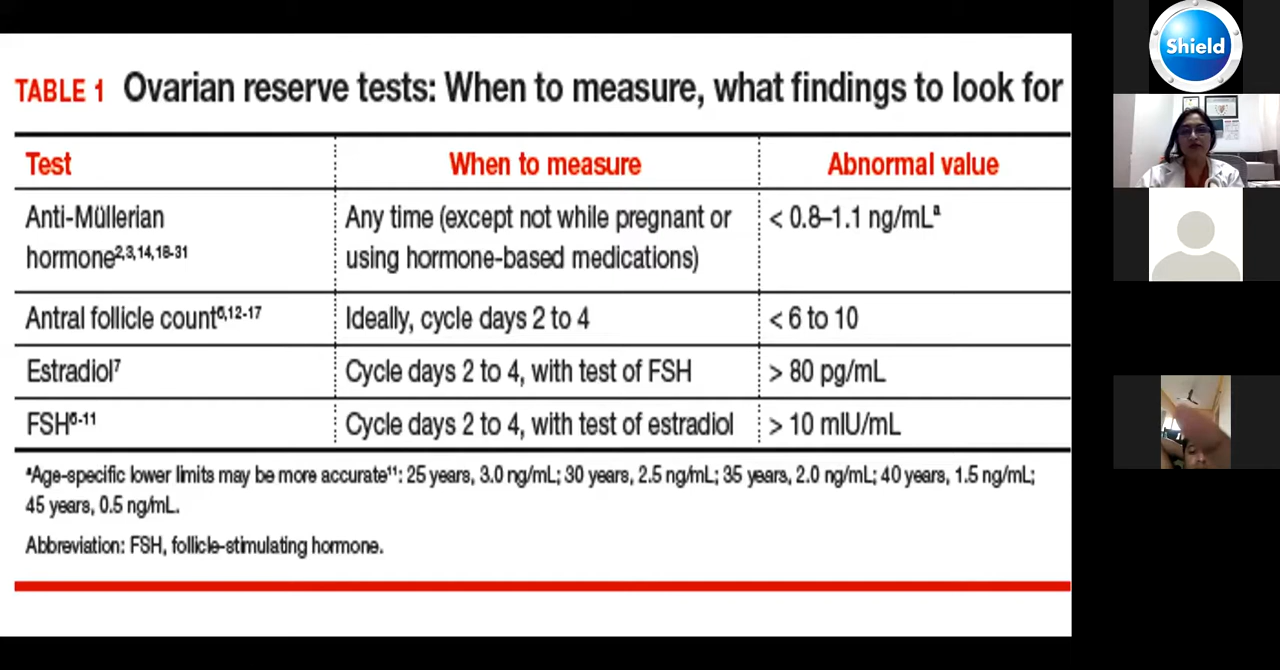 TABLE 1 Ovarian reserve tests: When to measure, what findings to look for
Test When to measure Abnormal value
Anti-Müllerian Any time (except not while pregnant or < 0.8–1.1 ng/mLª
hormone2,3,14,18-31 using hormone-based medications)
Antral follicle count6,12-17 Ideally, cycle days 2 to 4 < 6 to 10
Estradiol7 Cycle days 2 to 4, with test of FSH > 80 pg/mL
FSH6-11 Cycle days 2 to 4, with test of estradiol > 10 mIU/mL
ªAge-specific lower limits may be more accurate11: 25 years, 3.0 ng/mL; 30 years, 2.5 ng/mL; 35 years, 2.0 ng/mL; 40 years, 1.5 ng/mL;
45 years, 0.5 ng/mL.
Abbreviation: FSH, follicle-stimulating hormone.
Shield